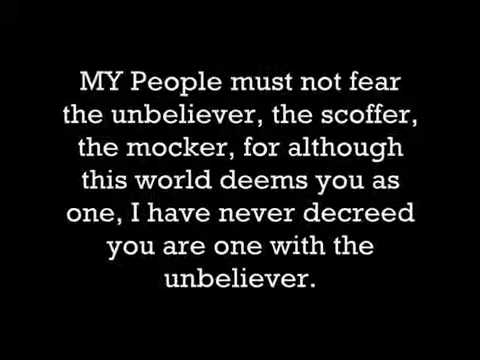 MY People must not fear
the unbeliever, the scoffer,
the mocker, for although
this world deems you as
one, I have never decreed
you are one with the
unbeliever.